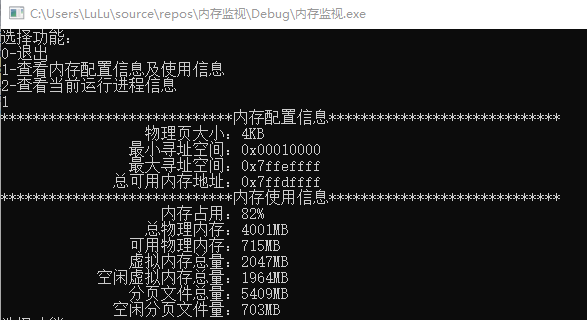 C:\Users\LuLu\source\repos\内存监视\Debug\内存监视.exe
选择功能:
0-退出
1-查看内存配置信息及使用信息
2-查看当前运行进程信息
1
*****************************内存配置信息*****************************
物理页大小: 4KB
最小寻址空间: 0x00010000
最大寻址空间: 0x7ffeffff
总可用内存地址: 0x7ffdffff
*****************************内存使用信息*****************************
内存占用: 82%
总物理内存: 4001MB
可用物理内存: 715MB
虚拟内存总量: 2047MB
空闲虚拟内存总量: 1964MB
分页文件总量: 5409MB
空闲分页文件量: 703MB